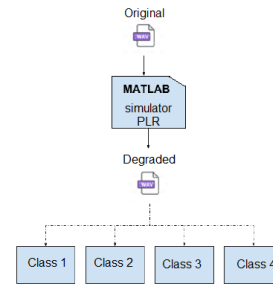 Original
WAV
MATLAB
simulator
PLR
Degraded
WAV
Class 1 Class 2 Class 3 Class 4